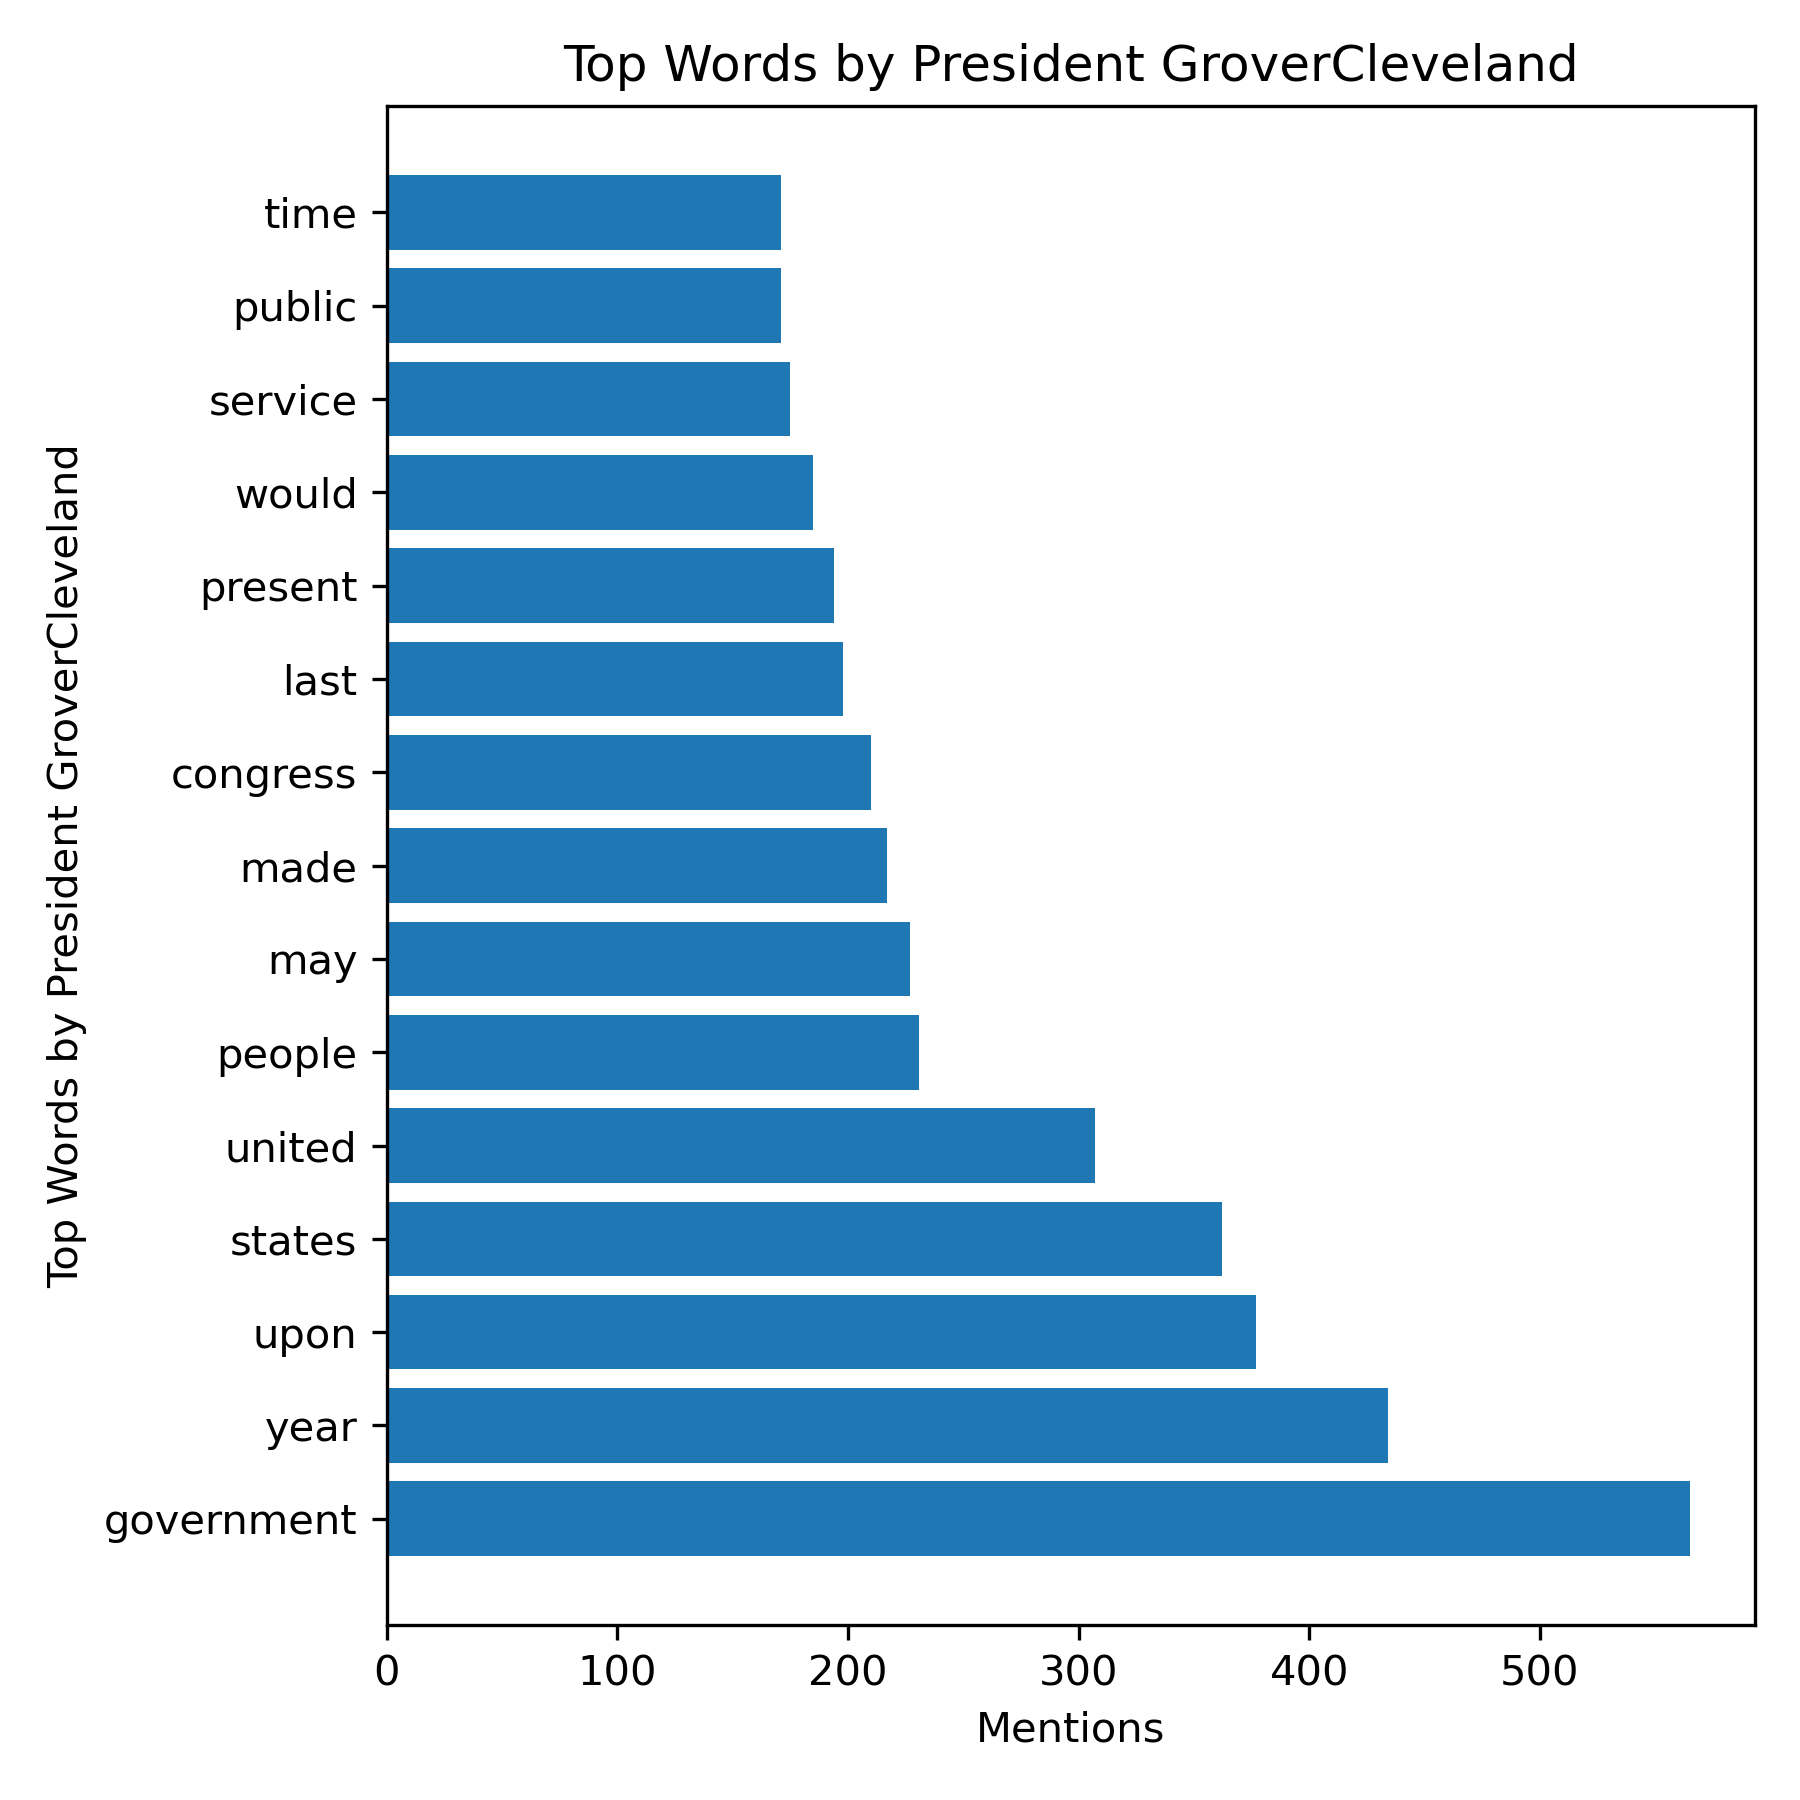 Top Words by President GroverCleveland
Top Words by President GroverCleveland
time
public
service
would
present
last
congress
made
may
people
united
states
upon
year
government
0 100 200 300 400 500
Mentions